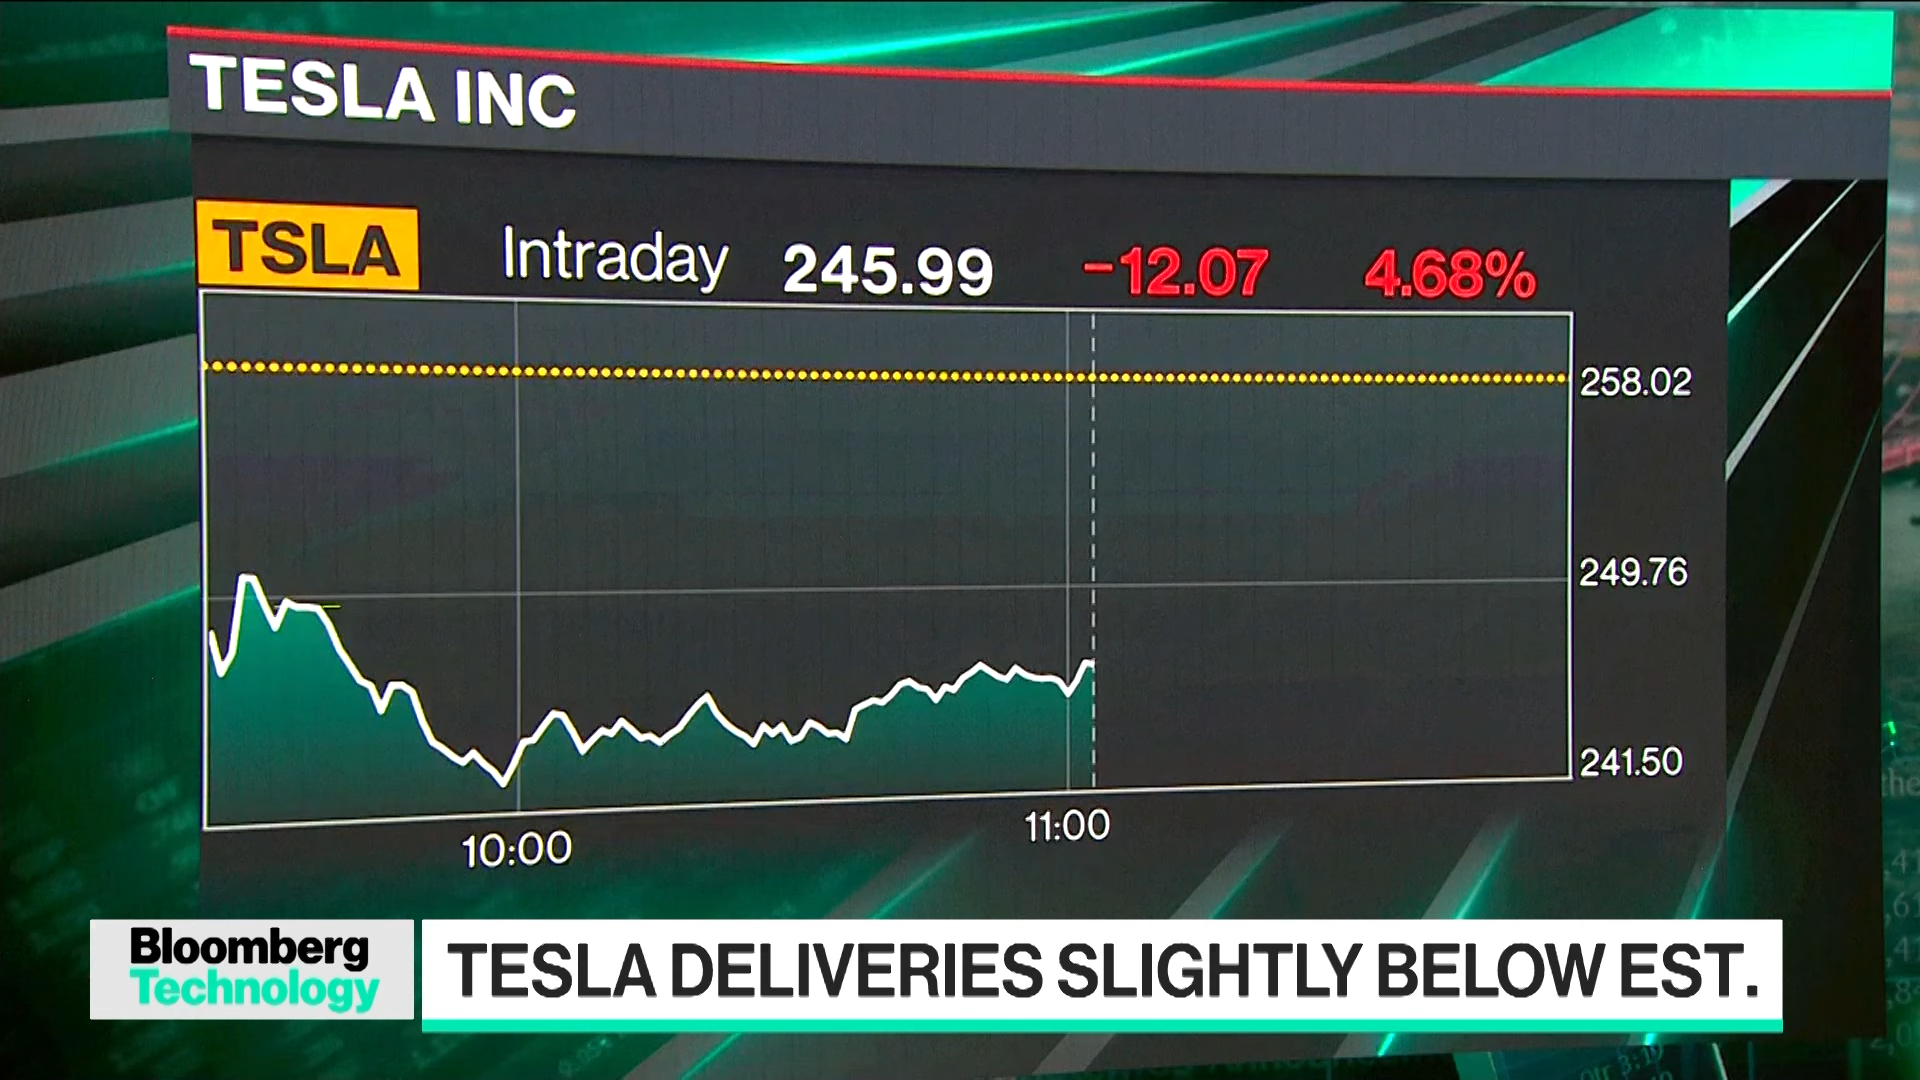 TESLA INC
TSLA Intraday 245.99 -12.07 4.68%
258.02
249.76
241.50
10:00 11:00
Bloomberg
Technology
TESLA DELIVERIES SLIGHTLY BELOW EST.